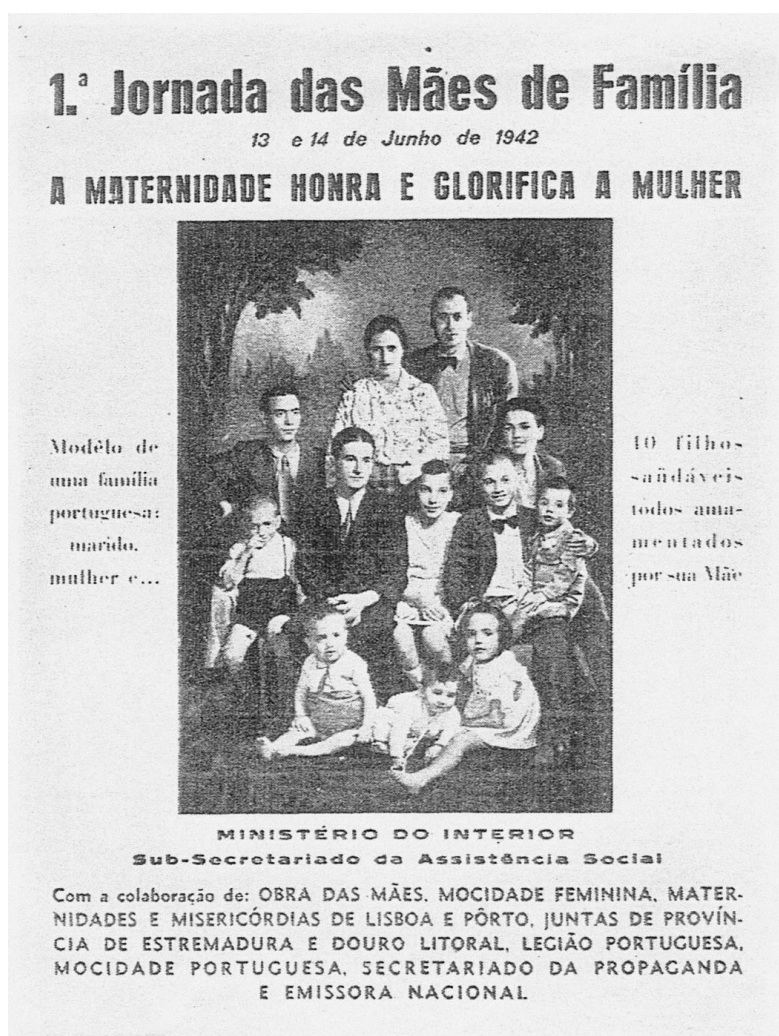 1.ª Jornada das Mães de Família
13 e 14 de Junho de 1942
A MATERNIDADE HONRA E GLORIFICA A MULHER
Modêlo de
uma família
portuguesa:
marido,
mulher e...
10 filhos
saüdáveis
todos ama-
mentados
por sua Mãe
MINISTÉRIO DO INTERIOR
Sub-Secretariado da Assistência Social
Com a colaboração de: OBRA DAS MÃES, MOCIDADE FEMININA, MATER-
NIDADES E MISERICÓRDIAS DE LISBOA E PÔRTO, JUNTAS DE PROVÍN-
CIA DE ESTREMADURA E DOURO LITORAL, LEGIÃO PORTUGUESA,
MOCIDADE PORTUGUESA, SECRETARIADO DA PROPAGANDA
E EMISSORA NACIONAL